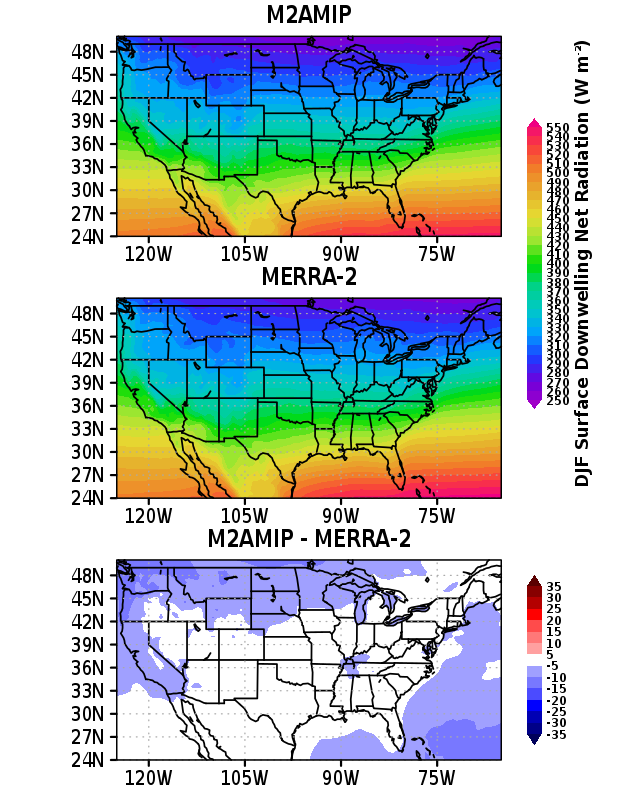 M2AMIP
48N
45N
42N
39N
36N
33N
30N
27N
24N
120W 105W 90W 75W
MERRA-2
48N
45N
42N
39N
36N
33N
30N
27N
24N
120W 105W 90W 75W
M2AMIP - MERRA-2
48N
45N
42N
39N
36N
33N
30N
27N
24N
120W 105W 90W 75W
550
540
530
520
510
500
490
480
470
460
450
440
430
420
410
400
390
380
370
360
350
340
330
320
310
300
290
280
270
260
250
DJF Surface Downwelling Net Radiation (W m⁻²)
35
30
25
20
15
10
5
-5
-10
-15
-20
-25
-30
-35